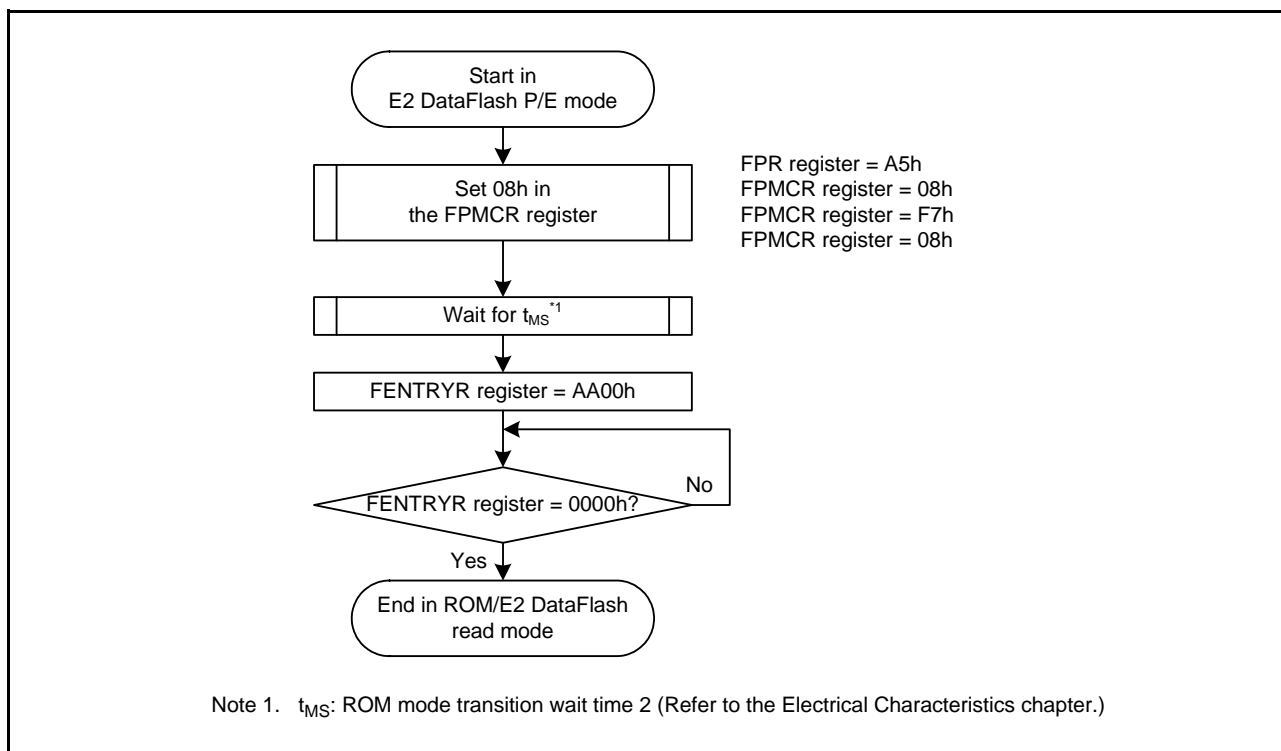 Start in
E2 DataFlash P/E mode
Set 08h in
the FPMCR register
FPR register = A5h
FPMCR register = 08h
FPMCR register = F7h
FPMCR register = 08h
Wait for tMS*1
FENTRYR register = AA00h
FENTRYR register = 0000h?
No
Yes
End in ROM/E2 DataFlash
read mode
Note 1. tMS: ROM mode transition wait time 2 (Refer to the Electrical Characteristics chapter.)